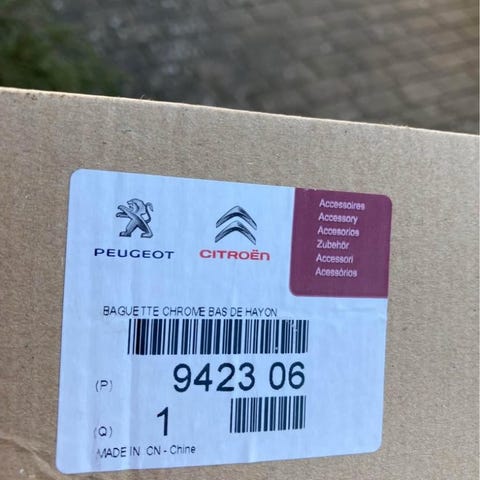 PEUGEOT
CITROËN
Accessoires
Accessory
Accesorios
Zubehör
Accessori
Acessórios
BAGUETTE CHROME BAS DE HAYON
(P) 9423 06
(Q) 1
MADE IN CN - Chine